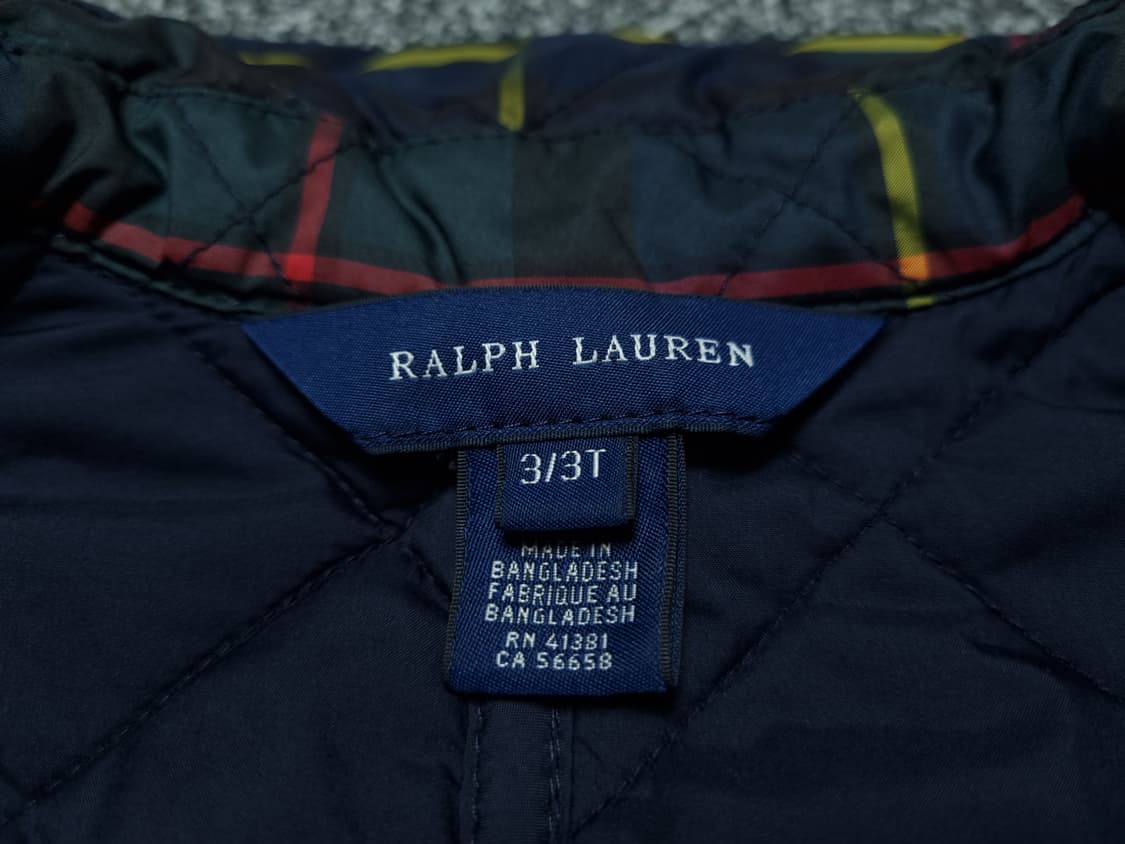 RALPH LAUREN
3/3T
MADE IN
BANGLADESH
FABRIQUE AU
BANGLADESH
RN 41381
CA 56658